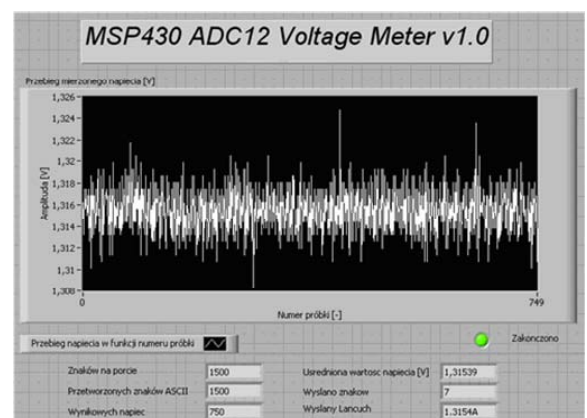 MSP430 ADC12 Voltage Meter v1.0
Przebieg mierzonego napiecia [V]
1,326
1,324
1,322
1,32
1,318
1,316
1,314
1,312
1,31
1,308
Amplituda [V]
0
749
Numer próbki [-]
Przebieg napiecia w funkcji numeru próbki
Zakonczono
Znaków na porcie 1500
Usredniona wartosc napiecia [V] 1,31539
Przetworzonych znaków ASCII 1500
Wyslano znakow 7
Wynikowych napiec 750
Wyslany Lancuch 1.3154A